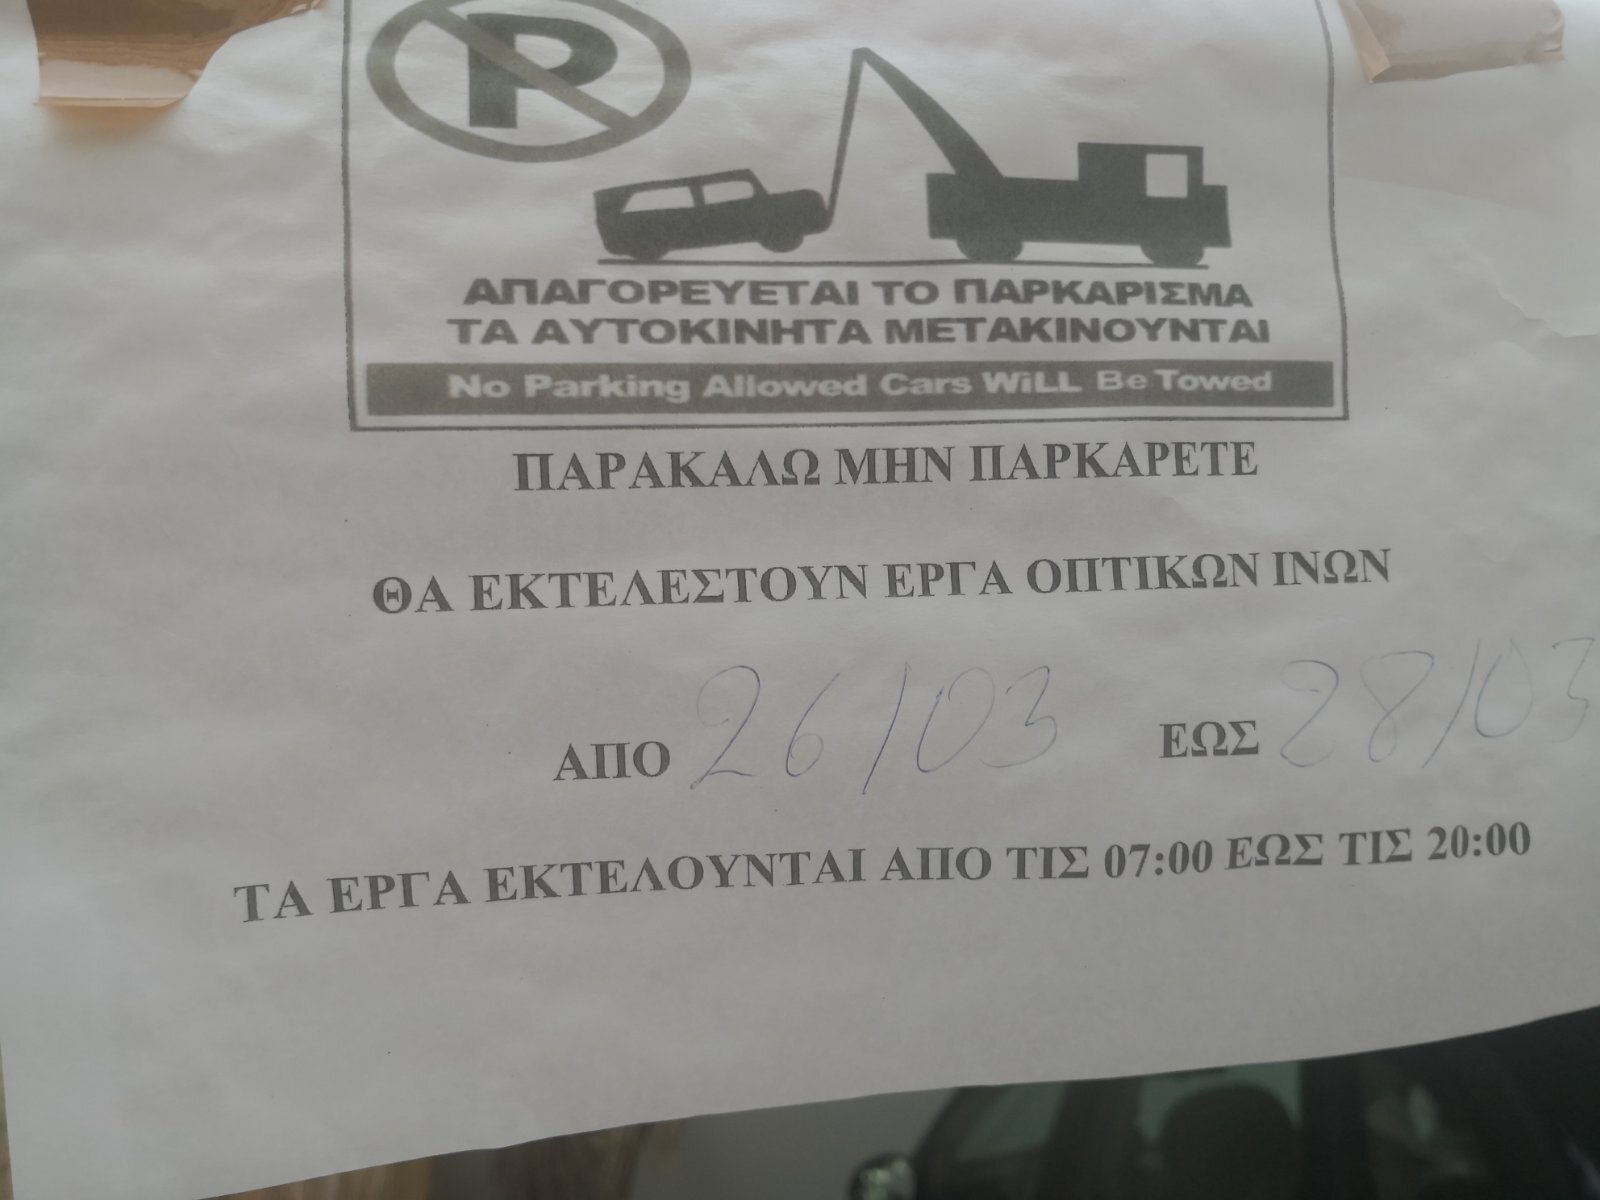 P
ΑΠΑΓΟΡΕΥΕΤΑΙ ΤΟ ΠΑΡΚΑΡΙΣΜΑ
ΤΑ ΑΥΤΟΚΙΝΗΤΑ ΜΕΤΑΚΙΝΟΥΝΤΑΙ
No Parking Allowed Cars WiLL Be Towed
ΠΑΡΑΚΑΛΩ ΜΗΝ ΠΑΡΚΑΡΕΤΕ
ΘΑ ΕΚΤΕΛΕΣΤΟΥΝ ΕΡΓΑ ΟΠΤΙΚΩΝ ΙΝΩΝ
ΑΠΟ 26/03 ΕΩΣ 28/03
ΤΑ ΕΡΓΑ ΕΚΤΕΛΟΥΝΤΑΙ ΑΠΟ ΤΙΣ 07:00 ΕΩΣ ΤΙΣ 20:00